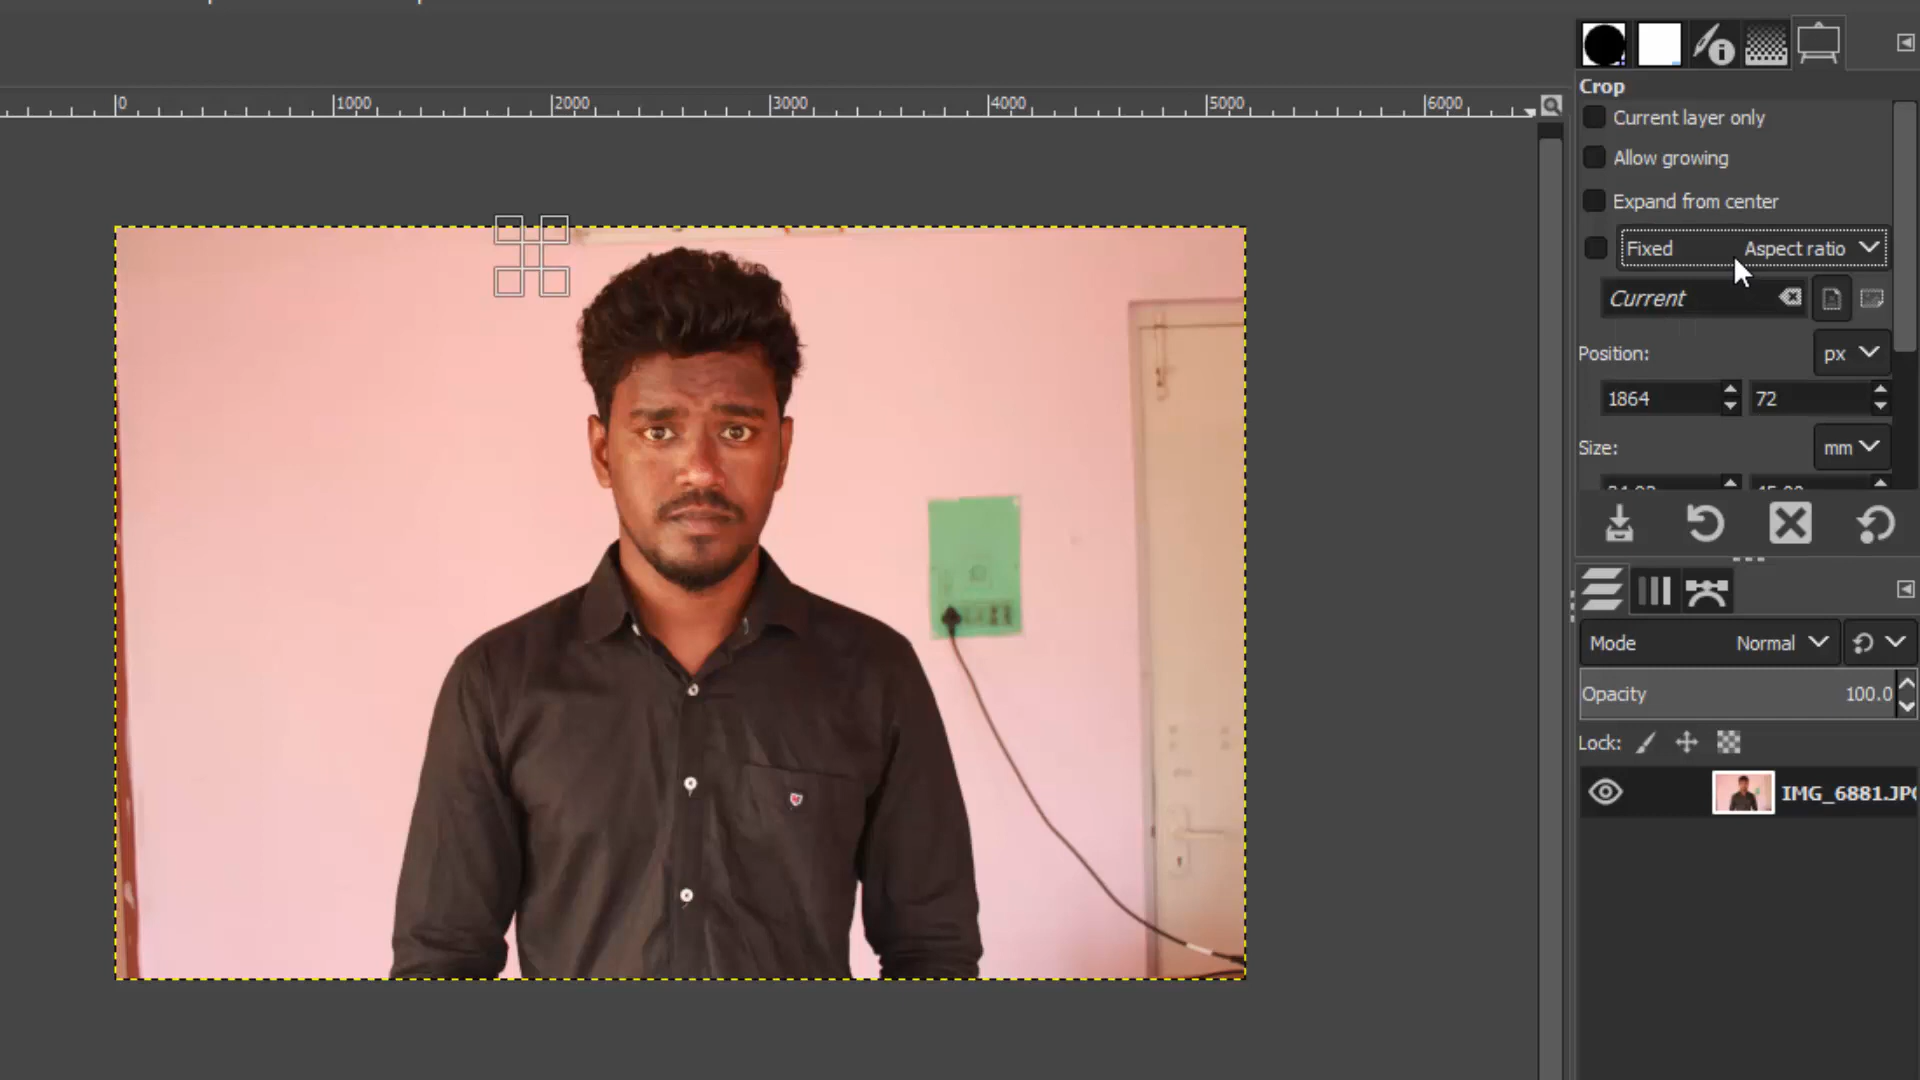 0 1000 2000 3000 4000 5000 6000
Crop
Current layer only
Allow growing
Expand from center
Fixed Aspect ratio
Current
Position: px
1864 72
Size: mm
Mode Normal
Opacity 100.0
Lock:
IMG_6881.JP